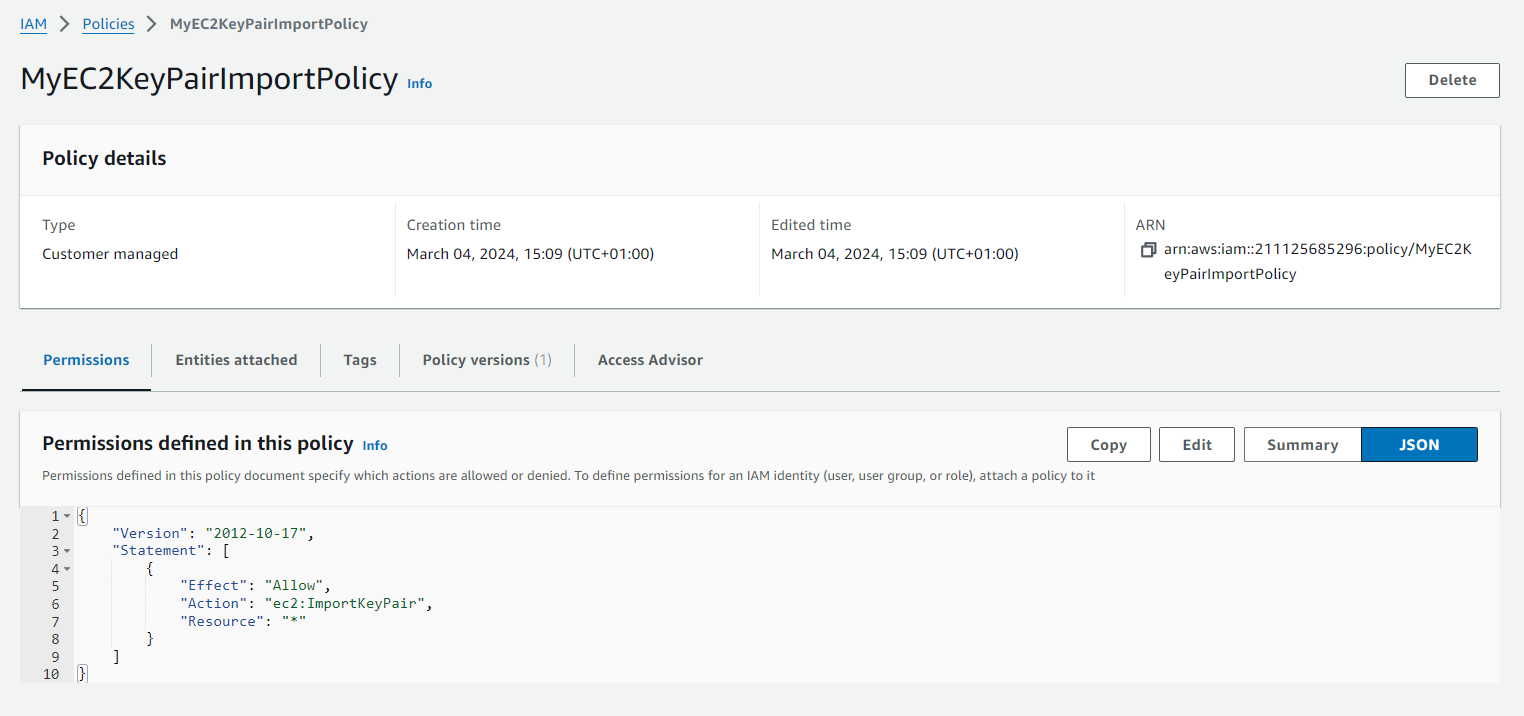 IAM > Policies > MyEC2KeyPairImportPolicy
MyEC2KeyPairImportPolicy Info
Delete
Policy details
Type
Customer managed
Creation time
March 04, 2024, 15:09 (UTC+01:00)
Edited time
March 04, 2024, 15:09 (UTC+01:00)
ARN
arn:aws:iam::211125685296:policy/MyEC2K
eyPairImportPolicy
Permissions Entities attached Tags Policy versions (1) Access Advisor
Permissions defined in this policy Info
Copy Edit Summary JSON
Permissions defined in this policy document specify which actions are allowed or denied. To define permissions for an IAM identity (user, user group, or role), attach a policy to it
1 {
2 "Version": "2012-10-17",
3 "Statement": [
4 {
5 "Effect": "Allow",
6 "Action": "ec2:ImportKeyPair",
7 "Resource": "*"
8 }
9 ]
10 }